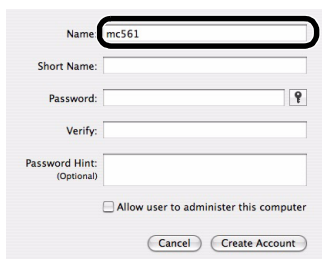 Name: mc561
Short Name:
Password:
Verify:
Password Hint:
(Optional)
Allow user to administer this computer
Cancel Create Account